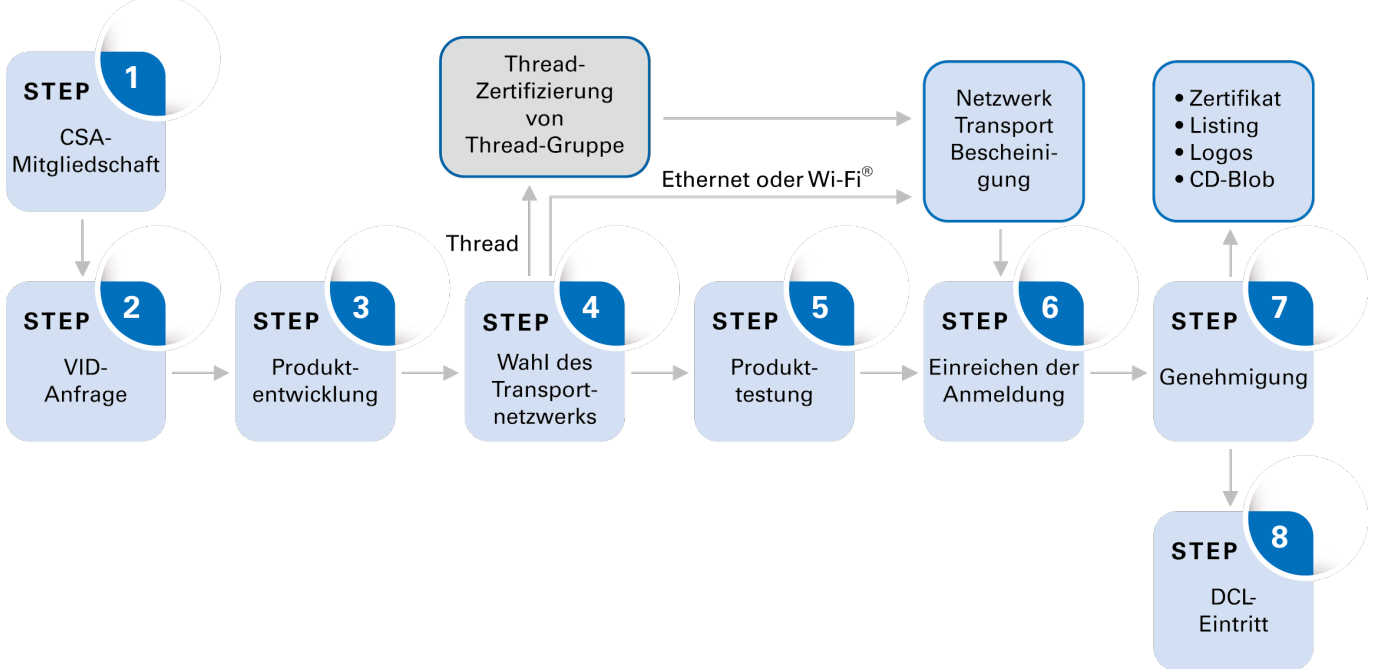 STEP 1
CSA-
Mitgliedschaft
STEP 2
VID-
Anfrage
STEP 3
Produkt-
entwicklung
STEP 4
Wahl des
Transport-
netzwerks
Thread
Thread-
Zertifizierung
von
Thread-Gruppe
Ethernet oder Wi-Fi®
Netzwerk
Transport
Bescheini-
gung
STEP 5
Produkt-
testung
STEP 6
Einreichen der
Anmeldung
STEP 7
Genehmigung
• Zertifikat
• Listing
• Logos
• CD-Blob
STEP 8
DCL-
Eintritt